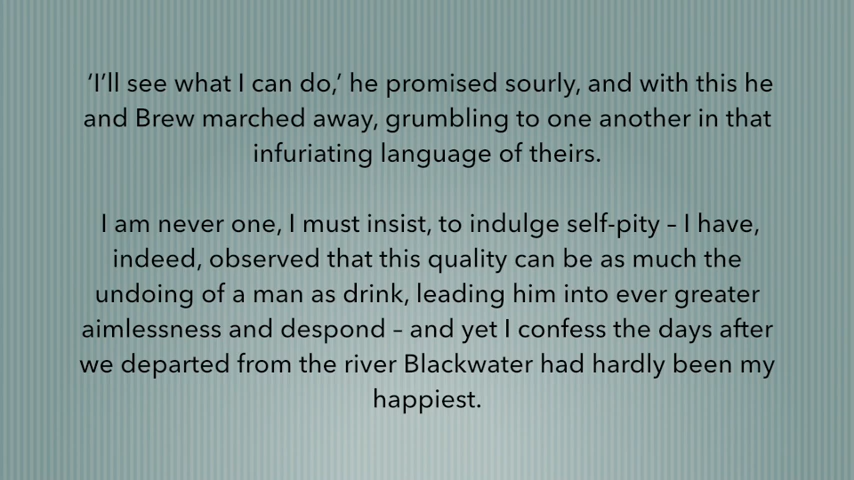 ‘I’ll see what I can do,’ he promised sourly, and with this he
and Brew marched away, grumbling to one another in that
infuriating language of theirs.
I am never one, I must insist, to indulge self-pity – I have,
indeed, observed that this quality can be as much the
undoing of a man as drink, leading him into ever greater
aimlessness and despond – and yet I confess the days after
we departed from the river Blackwater had hardly been my
happiest.